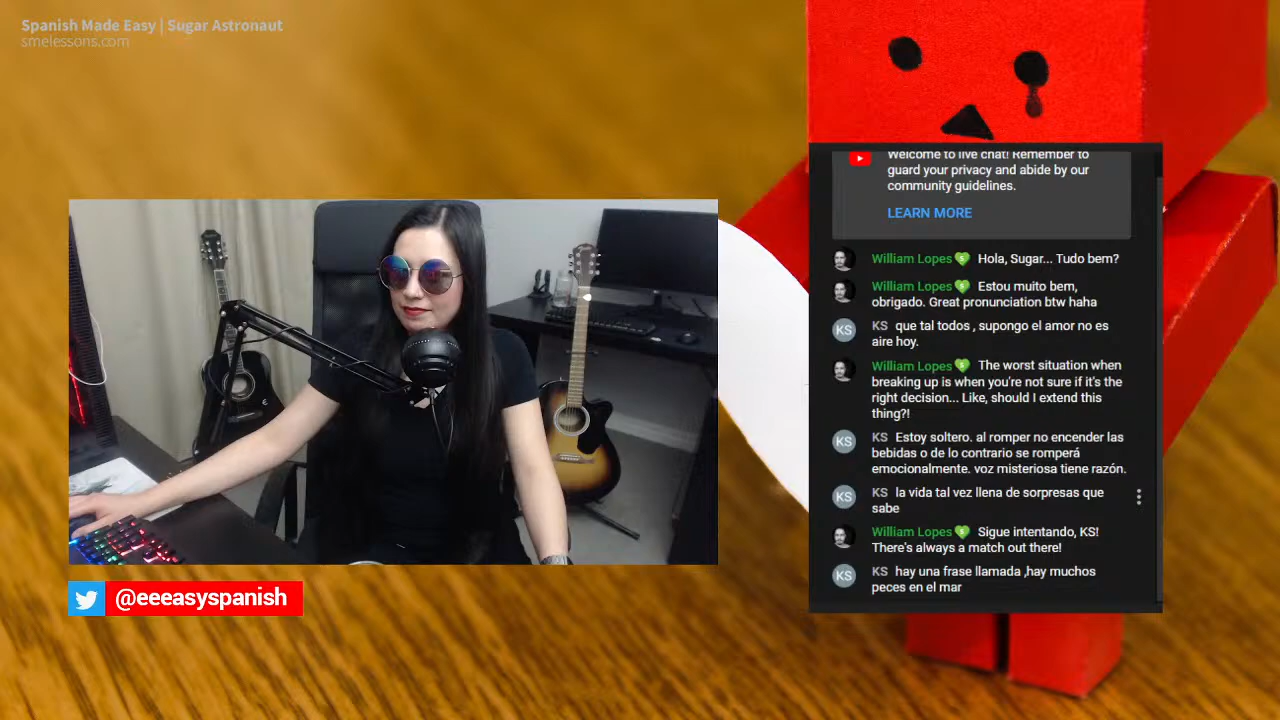 Spanish Made Easy | Sugar Astronaut
smelessons.com
Welcome to live chat! Remember to
guard your privacy and abide by our
community guidelines.
LEARN MORE
William Lopes Hola, Sugar... Tudo bem?
William Lopes Estou muito bem,
obrigado. Great pronunciation btw haha
KS KS que tal todos , supongo el amor no es
aire hoy.
William Lopes The worst situation when
breaking up is when you're not sure if it's the
right decision... Like, should I extend this
thing?!
KS KS Estoy soltero. al romper no encender las
bebidas o de lo contrario se romperá
emocionalmente. voz misteriosa tiene razón.
KS KS la vida tal vez llena de sorpresas que
sabe
William Lopes Sigue intentando, KS!
There's always a match out there!
KS KS hay una frase llamada ,hay muchos
peces en el mar
@eeeasyspanish